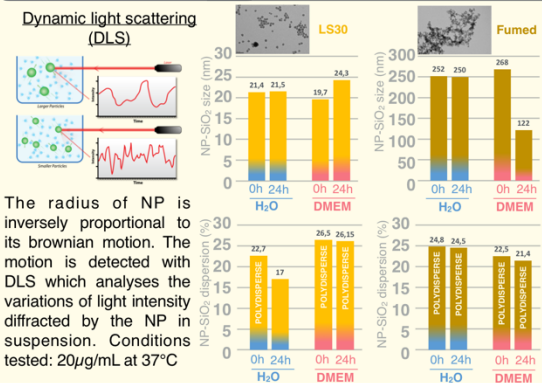 Dynamic light scattering
(DLS)
Intensity
Time
Larger Particles
Intensity
Time
Smaller Particles
The radius of NP is
inversely proportional to
its brownian motion. The
motion is detected with
DLS which analyses the
variations of light intensity
diffracted by the NP in
suspension. Conditions
tested: 20µg/mL at 37°C
LS30
NP-SiO2 size (nm)
30
25
20
15
10
5
0
21,4 21,5 19,7 24,3
0h 24h 0h 24h
H2O DMEM
Fumed
NP-SiO2 size (nm)
300
250
200
150
100
50
0
252 250 268 122
0h 24h 0h 24h
H2O DMEM
NP-SiO2 dispersion (%)
30
25
20
15
10
5
0
22,7 17 26,5 26,15
POLYDISPERSE POLYDISPERSE POLYDISPERSE
0h 24h 0h 24h
H2O DMEM
NP-SiO2 dispersion (%)
30
25
20
15
10
5
0
24,8 24,5 22,5 21,4
POLYDISPERSE POLYDISPERSE POLYDISPERSE POLYDISPERSE
0h 24h 0h 24h
H2O DMEM